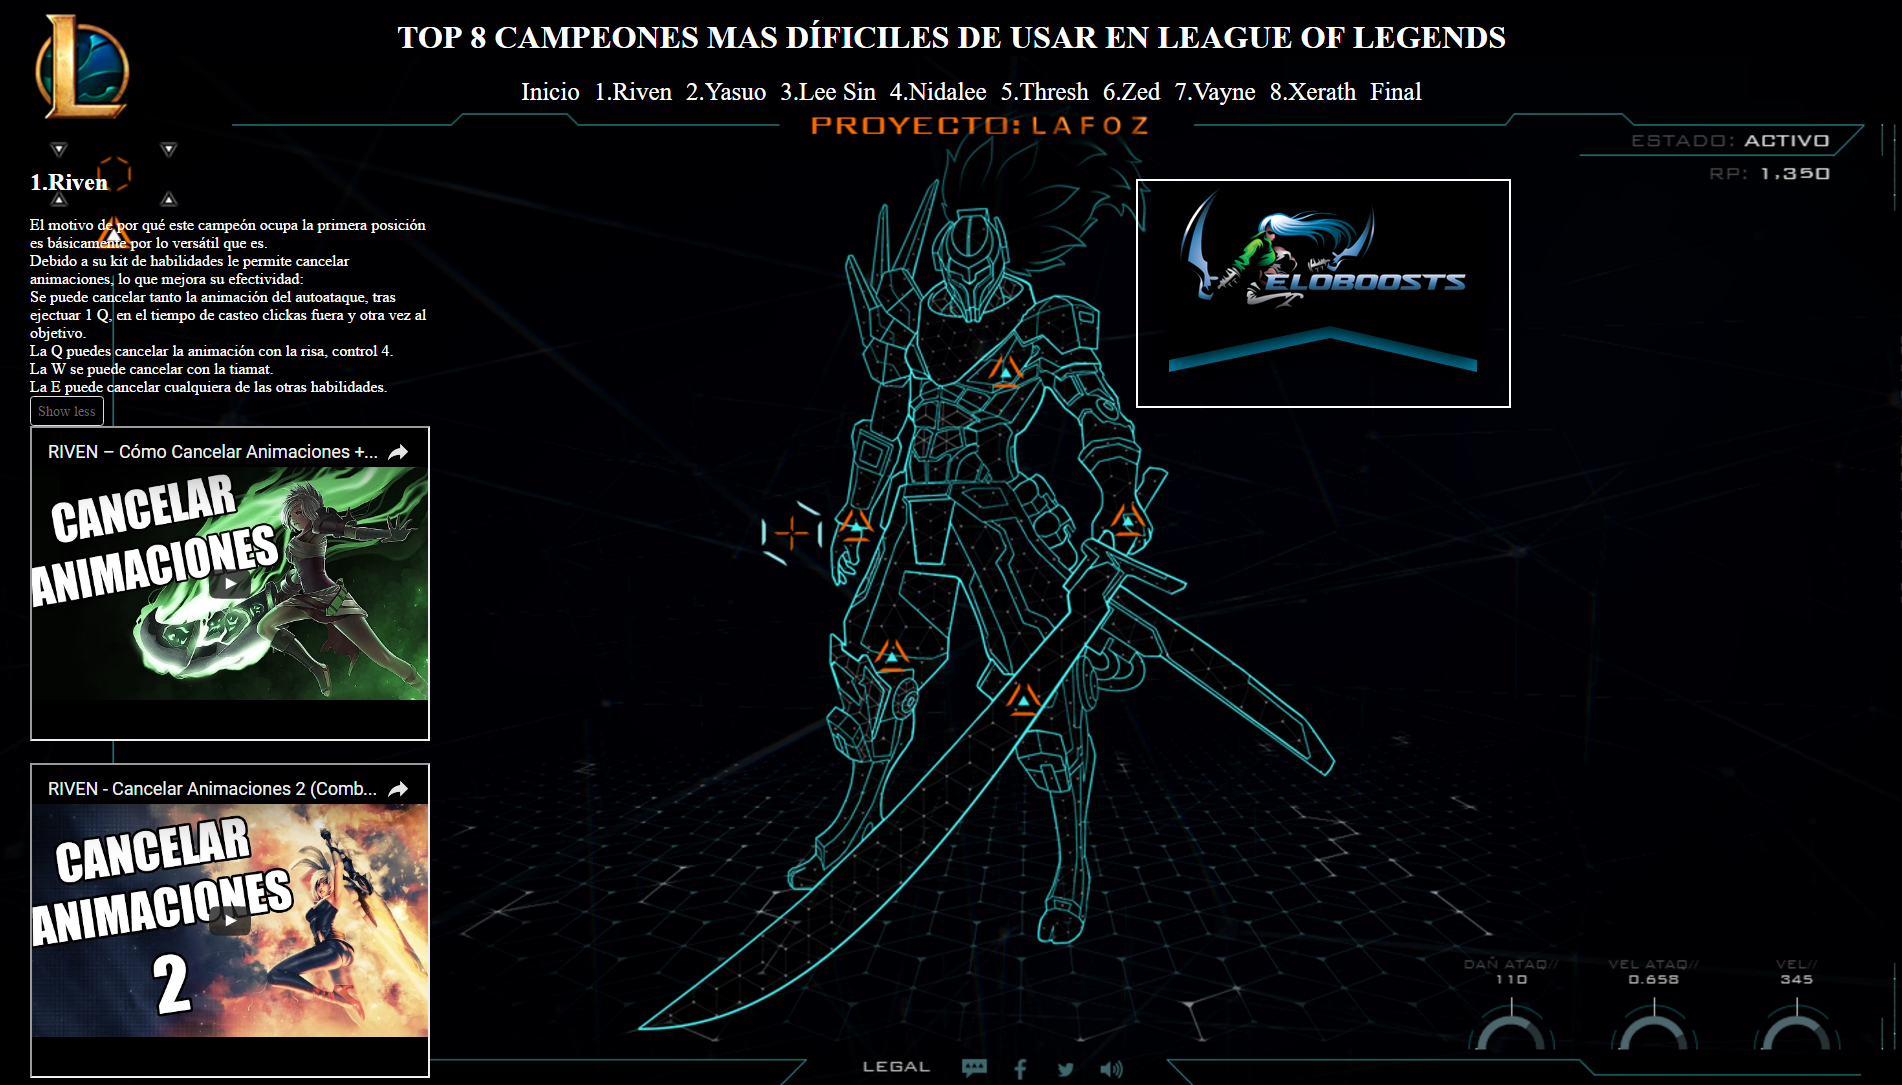 TOP 8 CAMPEONES MAS DÍFICILES DE USAR EN LEAGUE OF LEGENDS
Inicio 1.Riven 2.Yasuo 3.Lee Sin 4.Nidalee 5.Thresh 6.Zed 7.Vayne 8.Xerath Final
PROYECTO: LAFOZ
ESTADO: ACTIVO
RP: 1,350
1.Riven
El motivo de por qué este campeón ocupa la primera posición
es básicamente por lo versátil que es.
Debido a su kit de habilidades le permite cancelar
animaciones, lo que mejora su efectividad:
Se puede cancelar tanto la animación del autoataque, tras
ejectuar 1 Q, en el tiempo de casteo clickas fuera y otra vez al
objetivo.
La Q puedes cancelar la animación con la risa, control 4.
La W se puede cancelar con la tiamat.
La E puede cancelar cualquiera de las otras habilidades.
Show less
RIVEN – Cómo Cancelar Animaciones +...
CANCELAR
ANIMACIONES
RIVEN - Cancelar Animaciones 2 (Comb...
CANCELAR
ANIMACIONES
2
ELOBOOSTS
DAÑ ATAQ// VEL ATAQ// VEL//
110 0.658 345
LEGAL